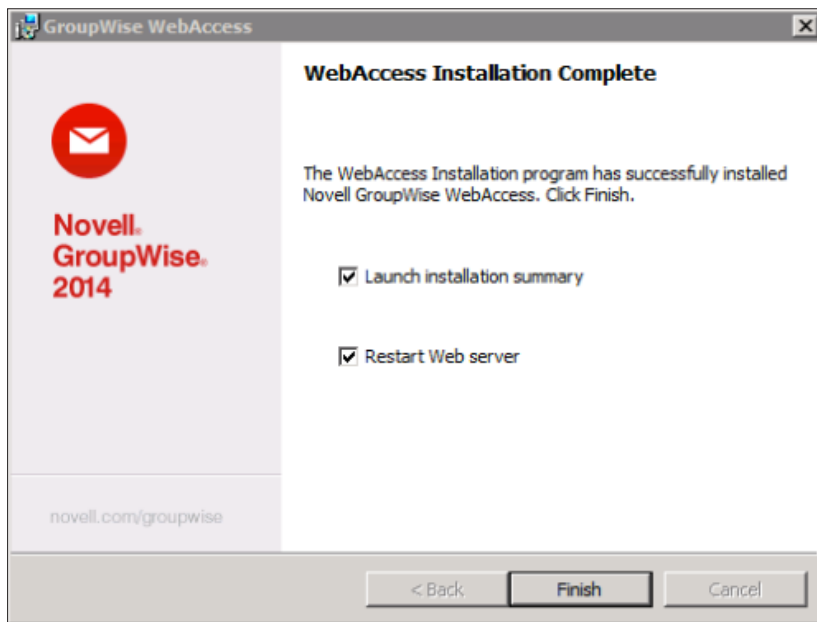 GroupWise WebAccess
WebAccess Installation Complete
The WebAccess Installation program has successfully installed
Novell GroupWise WebAccess. Click Finish.
Novell®
GroupWise®
2014
Launch installation summary
Restart Web server
novell.com/groupwise
< Back
Finish
Cancel